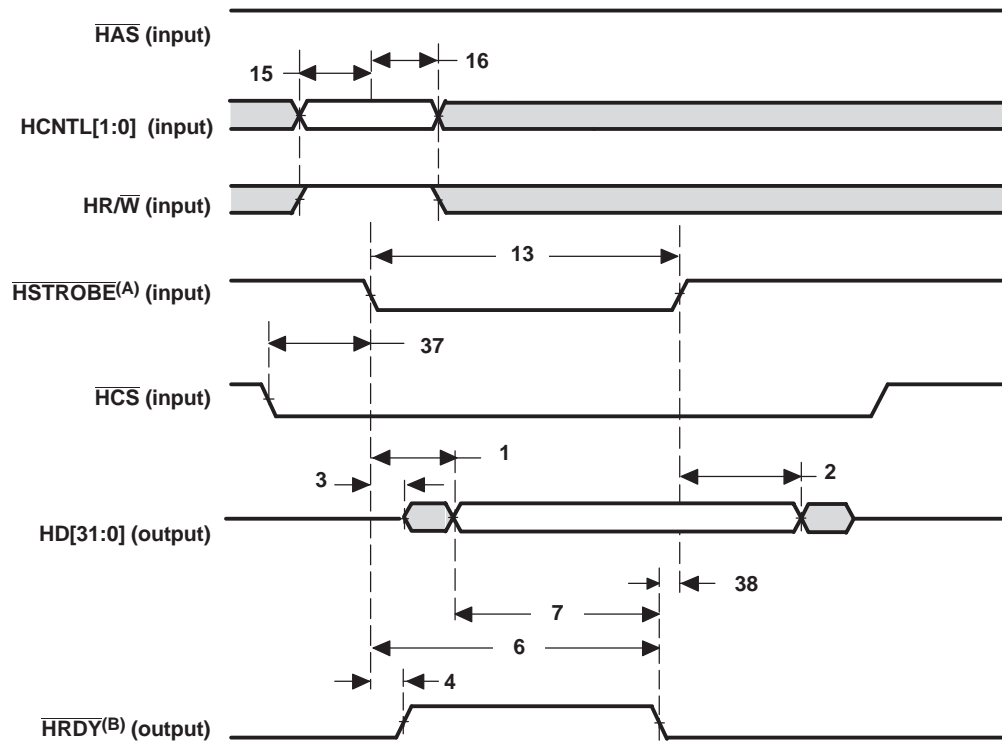 HAS (input)
15
16
HCNTL[1:0] (input)
HR/W (input)
13
HSTROBE(A) (input)
37
HCS (input)
1
3
2
HD[31:0] (output)
38
7
6
4
HRDY(B) (output)